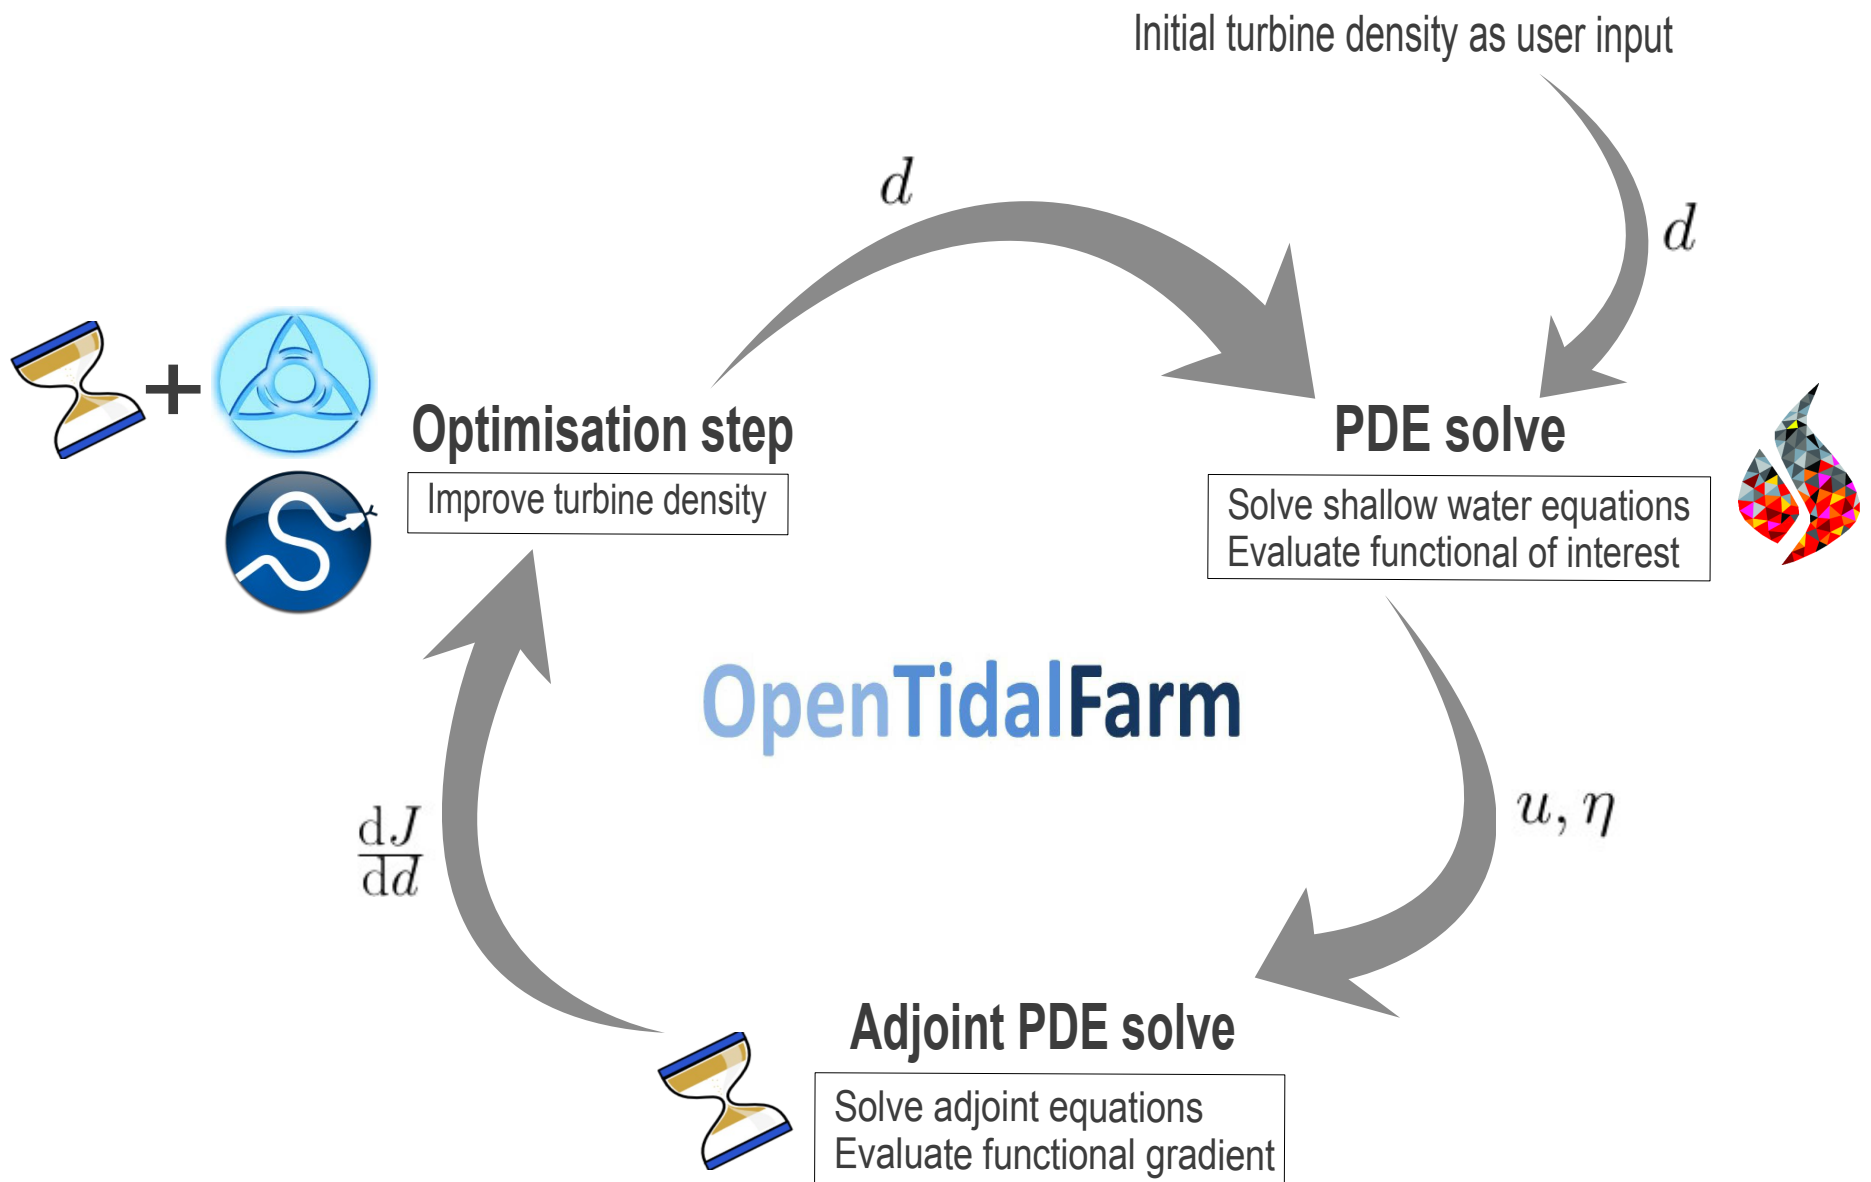 Initial turbine density as user input
d
d
+
Optimisation step
Improve turbine density
PDE solve
Solve shallow water equations
Evaluate functional of interest
OpenTidalFarm
u, η
dJ
dd
Adjoint PDE solve
Solve adjoint equations
Evaluate functional gradient